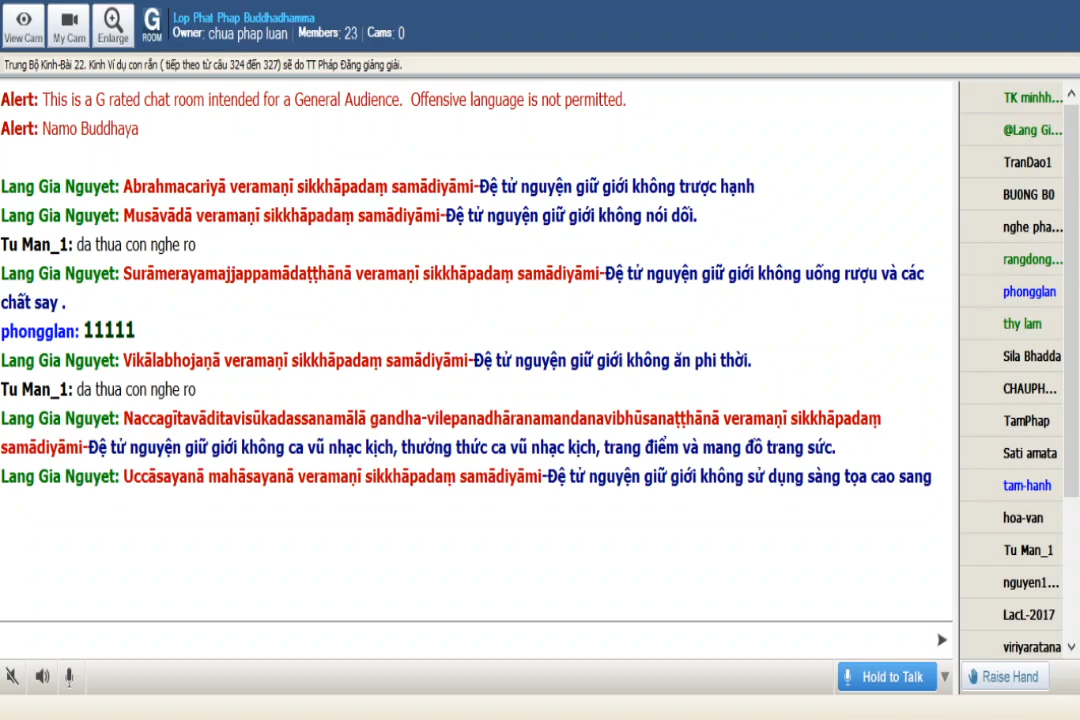 Lop Phat Phap Buddhadhamma
View Cam My Cam Enlarge G ROOM Owner: chua phap luan Members: 23 Cams: 0
Trung Bộ Kinh-Bài 22. Kinh Ví dụ con rắn ( tiếp theo từ câu 324 đến 327) sẽ do TT Pháp Đăng giảng giải.
Alert: This is a G rated chat room intended for a General Audience. Offensive language is not permitted.
Alert: Namo Buddhaya
Lang Gia Nguyet: Abrahmacariyā veramaṇī sikkhāpadaṃ samādiyāmi-Đệ tử nguyện giữ giới không trược hạnh
Lang Gia Nguyet: Musāvādā veramaṇī sikkhāpadaṃ samādiyāmi-Đệ tử nguyện giữ giới không nói dối.
Tu Man_1: da thua con nghe ro
Lang Gia Nguyet: Surāmerayamajjappamādaṭṭhānā veramaṇī sikkhāpadaṃ samādiyāmi-Đệ tử nguyện giữ giới không uống rượu và các
chất say .
phongglan: 11111
Lang Gia Nguyet: Vikālabhojaṇā veramaṇī sikkhāpadaṃ samādiyāmi-Đệ tử nguyện giữ giới không ăn phi thời.
Tu Man_1: da thua con nghe ro
Lang Gia Nguyet: Naccagītavāditavisūkadassanamālā gandha-vilepanadhāranamandanavibhūsanaṭṭhānā veramaṇī sikkhāpadaṃ
samādiyāmi-Đệ tử nguyện giữ giới không ca vũ nhạc kịch, thưởng thức ca vũ nhạc kịch, trang điểm và mang đồ trang sức.
Lang Gia Nguyet: Uccāsayanā mahāsayanā veramaṇī sikkhāpadaṃ samādiyāmi-Đệ tử nguyện giữ giới không sử dụng sàng tọa cao sang
TK minhh...
@Lang Gi...
TranDao1
BUONG BO
nghe pha...
rangdong...
phongglan
thy lam
Sila Bhadda
CHAUPH...
TamPhap
Sati amata
tam-hanh
hoa-van
Tu Man_1
nguyen1...
LacL-2017
viriyaratana
Hold to Talk
Raise Hand